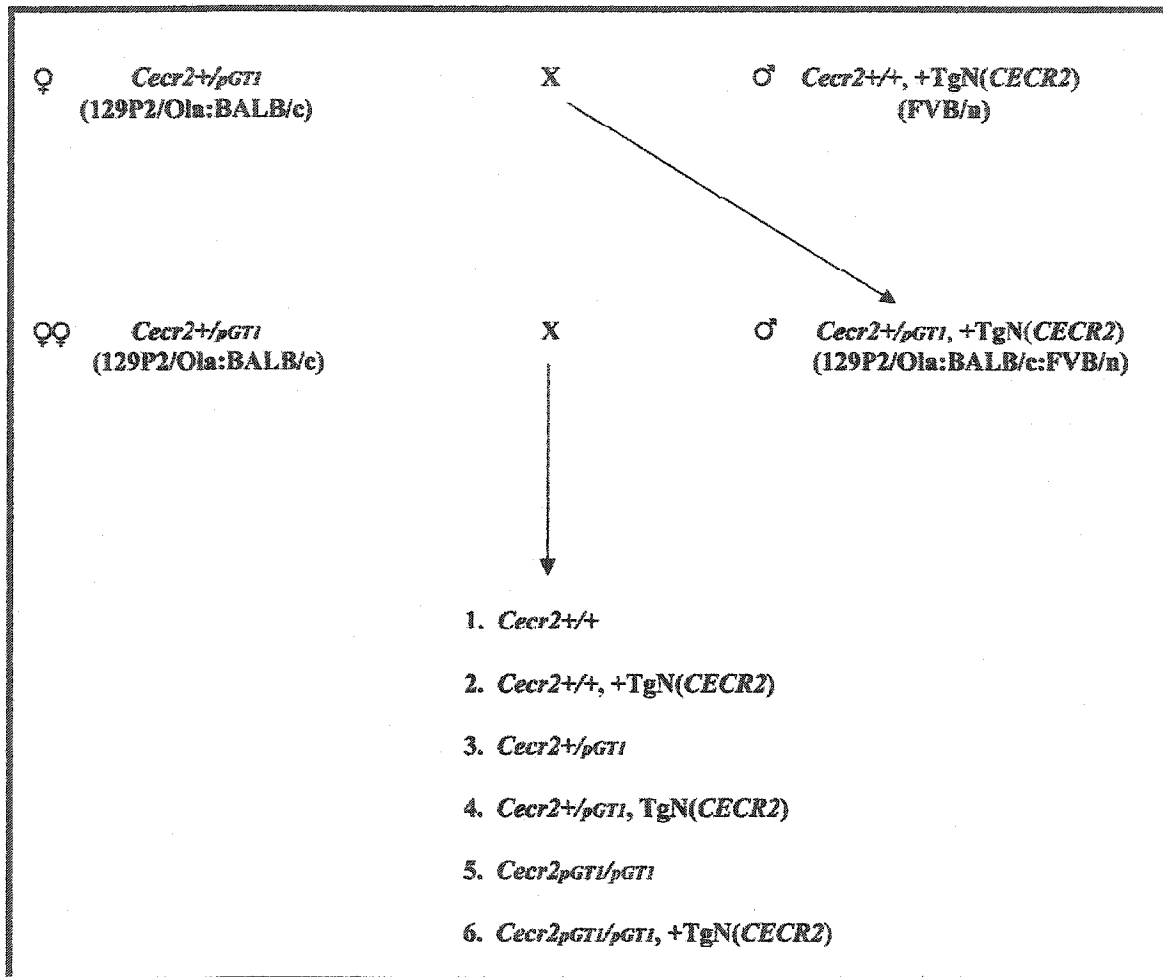 ♀ Cecr2+/pGT1 X ♂ Cecr2+/+, +TgN(CECR2)
(129P2/Ola:BALB/c) (FVB/n)
♀♀ Cecr2+/pGT1 X ♂ Cecr2+/pGT1, +TgN(CECR2)
(129P2/Ola:BALB/c) (129P2/Ola:BALB/c:FVB/n)
1. Cecr2+/+
2. Cecr2+/+, +TgN(CECR2)
3. Cecr2+/pGT1
4. Cecr2+/pGT1, TgN(CECR2)
5. Cecr2pGT1/pGT1
6. Cecr2pGT1/pGT1, +TgN(CECR2)